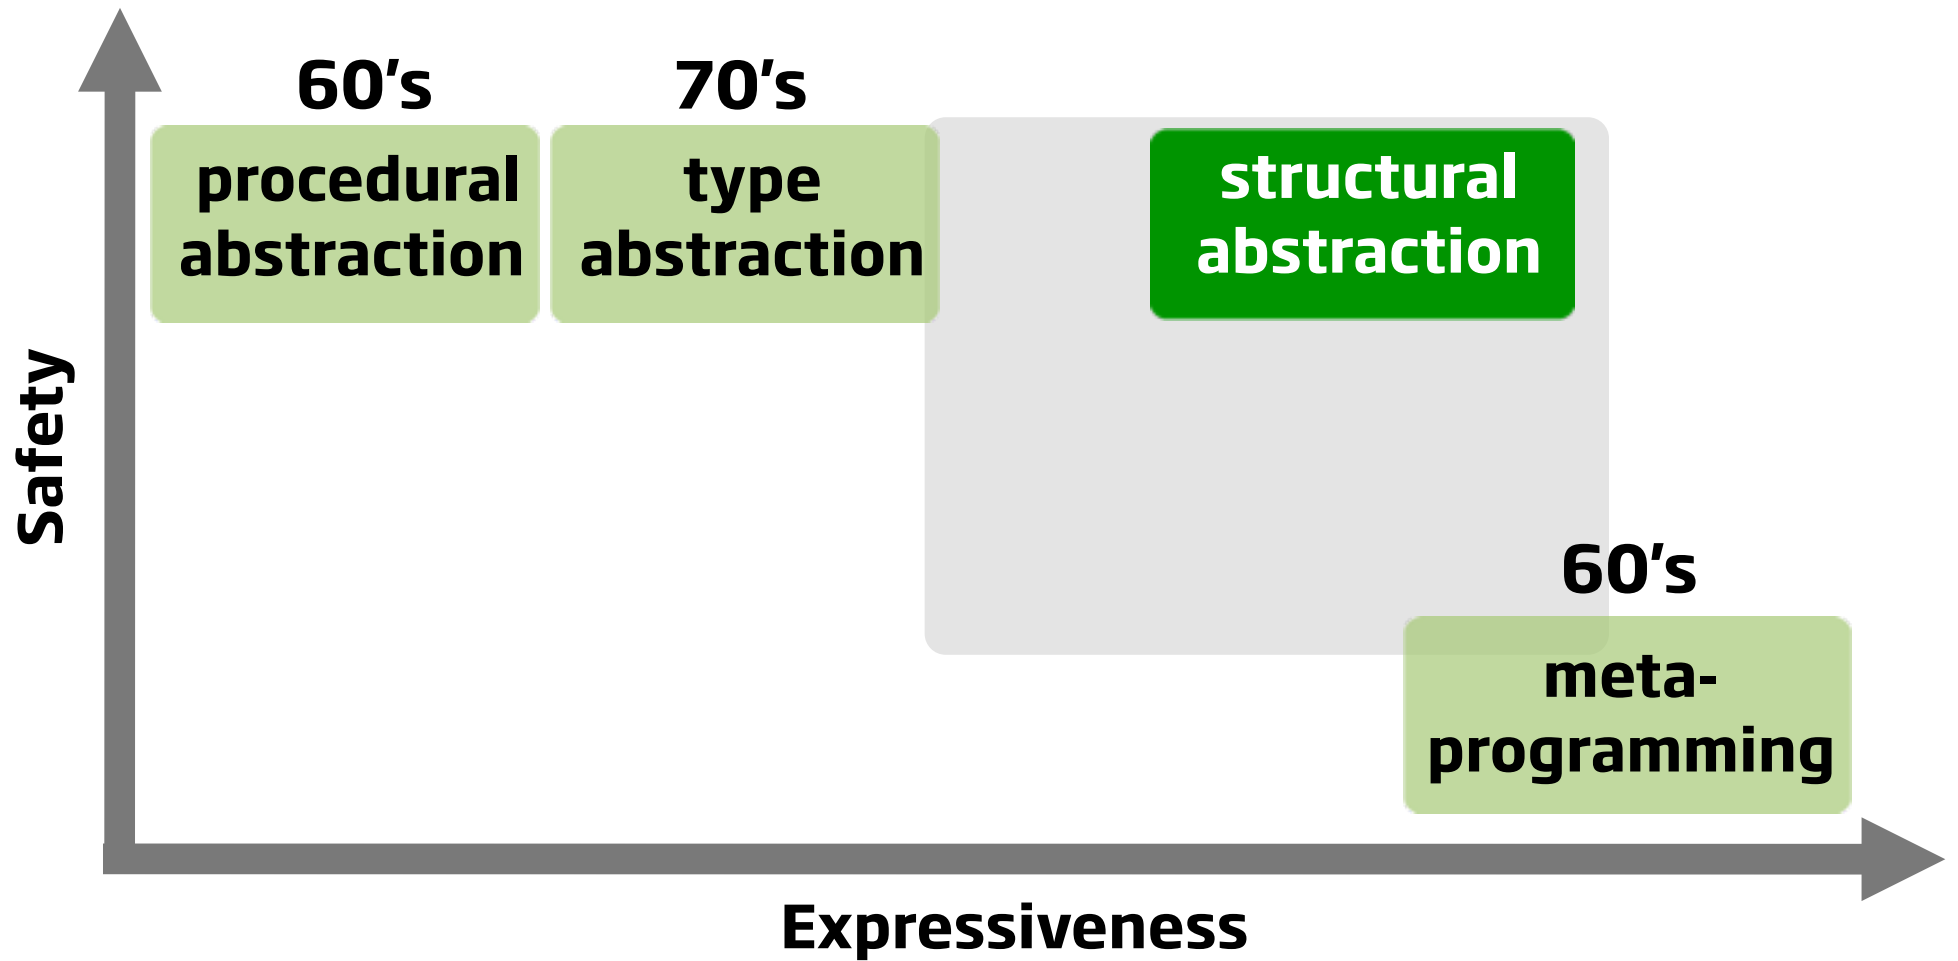 60's
procedural
abstraction
70's
type
abstraction
structural
abstraction
60's
meta-
programming
Safety
Expressiveness